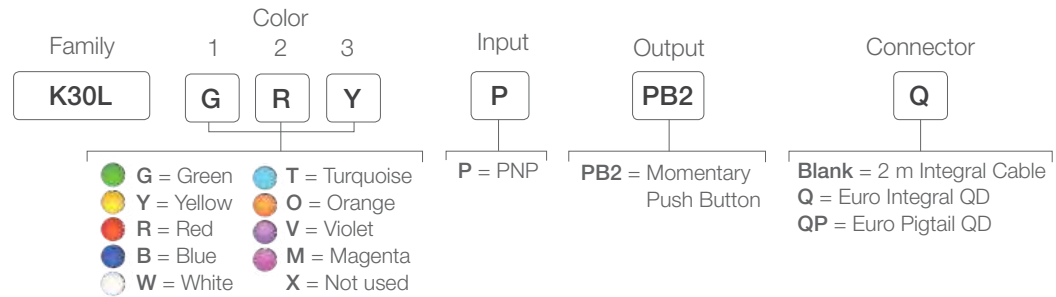 Color
Family 1 2 3 Input Output Connector
K30L G R Y P PB2 Q
G = Green
Y = Yellow
R = Red
B = Blue
W = White
T = Turquoise
O = Orange
V = Violet
M = Magenta
X = Not used
P = PNP
PB2 = Momentary
Push Button
Blank = 2 m Integral Cable
Q = Euro Integral QD
QP = Euro Pigtail QD